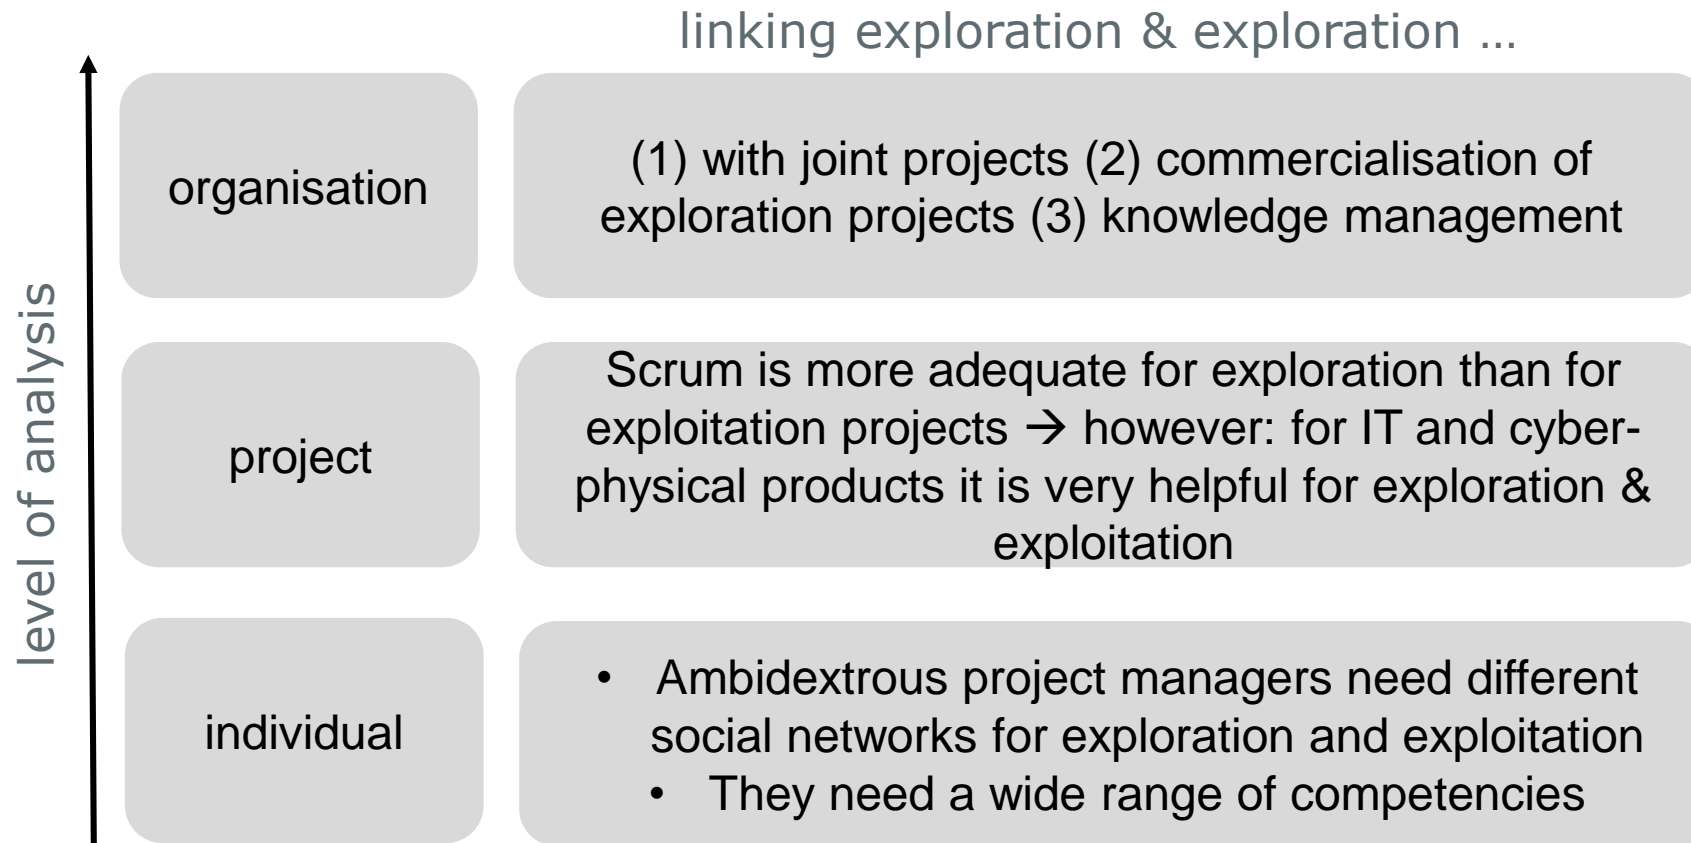 linking exploration & exploration ...
level of analysis
organisation
(1) with joint projects (2) commercialisation of
exploration projects (3) knowledge management
project
Scrum is more adequate for exploration than for
exploitation projects → however: for IT and cyber-
physical products it is very helpful for exploration &
exploitation
individual
• Ambidextrous project managers need different
social networks for exploration and exploitation
• They need a wide range of competencies